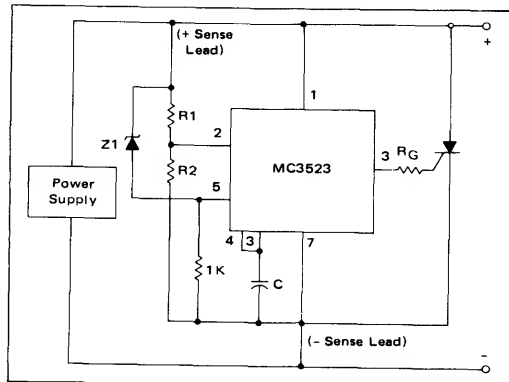 (+ Sense
Lead)
+
R1
1
Z1
2
MC3523
3
RG
R2
Power
Supply
5
4
3
7
1K
C
(- Sense Lead)
-